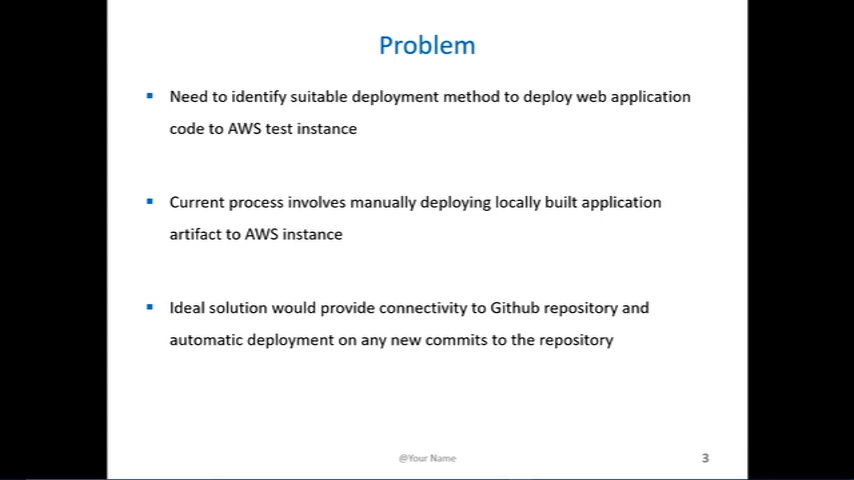 Problem
Need to identify suitable deployment method to deploy web application
code to AWS test instance
Current process involves manually deploying locally built application
artifact to AWS instance
Ideal solution would provide connectivity to Github repository and
automatic deployment on any new commits to the repository
@Your Name
3